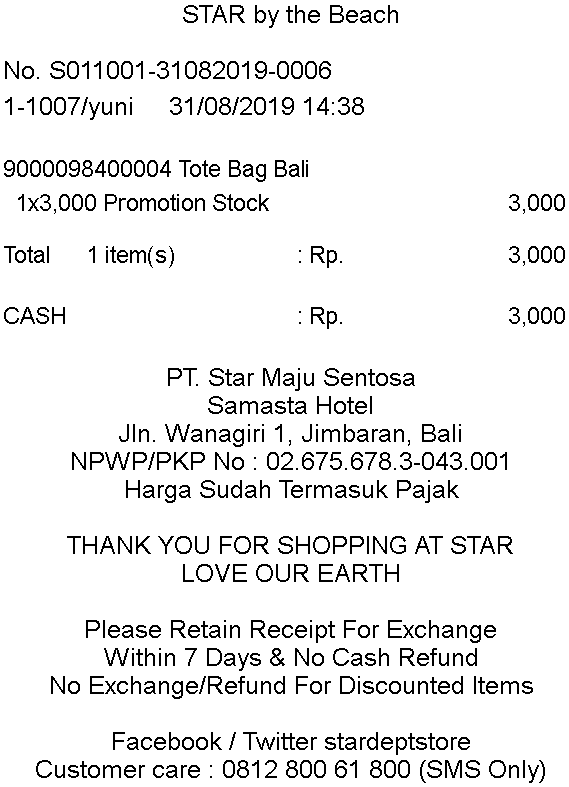 STAR by the Beach
No. S011001-31082019-0006
1-1007/yuni 31/08/2019 14:38
9000098400004 Tote Bag Bali
1x3,000 Promotion Stock 3,000
Total 1 item(s) : Rp. 3,000
CASH : Rp. 3,000
PT. Star Maju Sentosa
Samasta Hotel
Jln. Wanagiri 1, Jimbaran, Bali
NPWP/PKP No : 02.675.678.3-043.001
Harga Sudah Termasuk Pajak
THANK YOU FOR SHOPPING AT STAR
LOVE OUR EARTH
Please Retain Receipt For Exchange
Within 7 Days & No Cash Refund
No Exchange/Refund For Discounted Items
Facebook / Twitter stardeptstore
Customer care : 0812 800 61 800 (SMS Only)